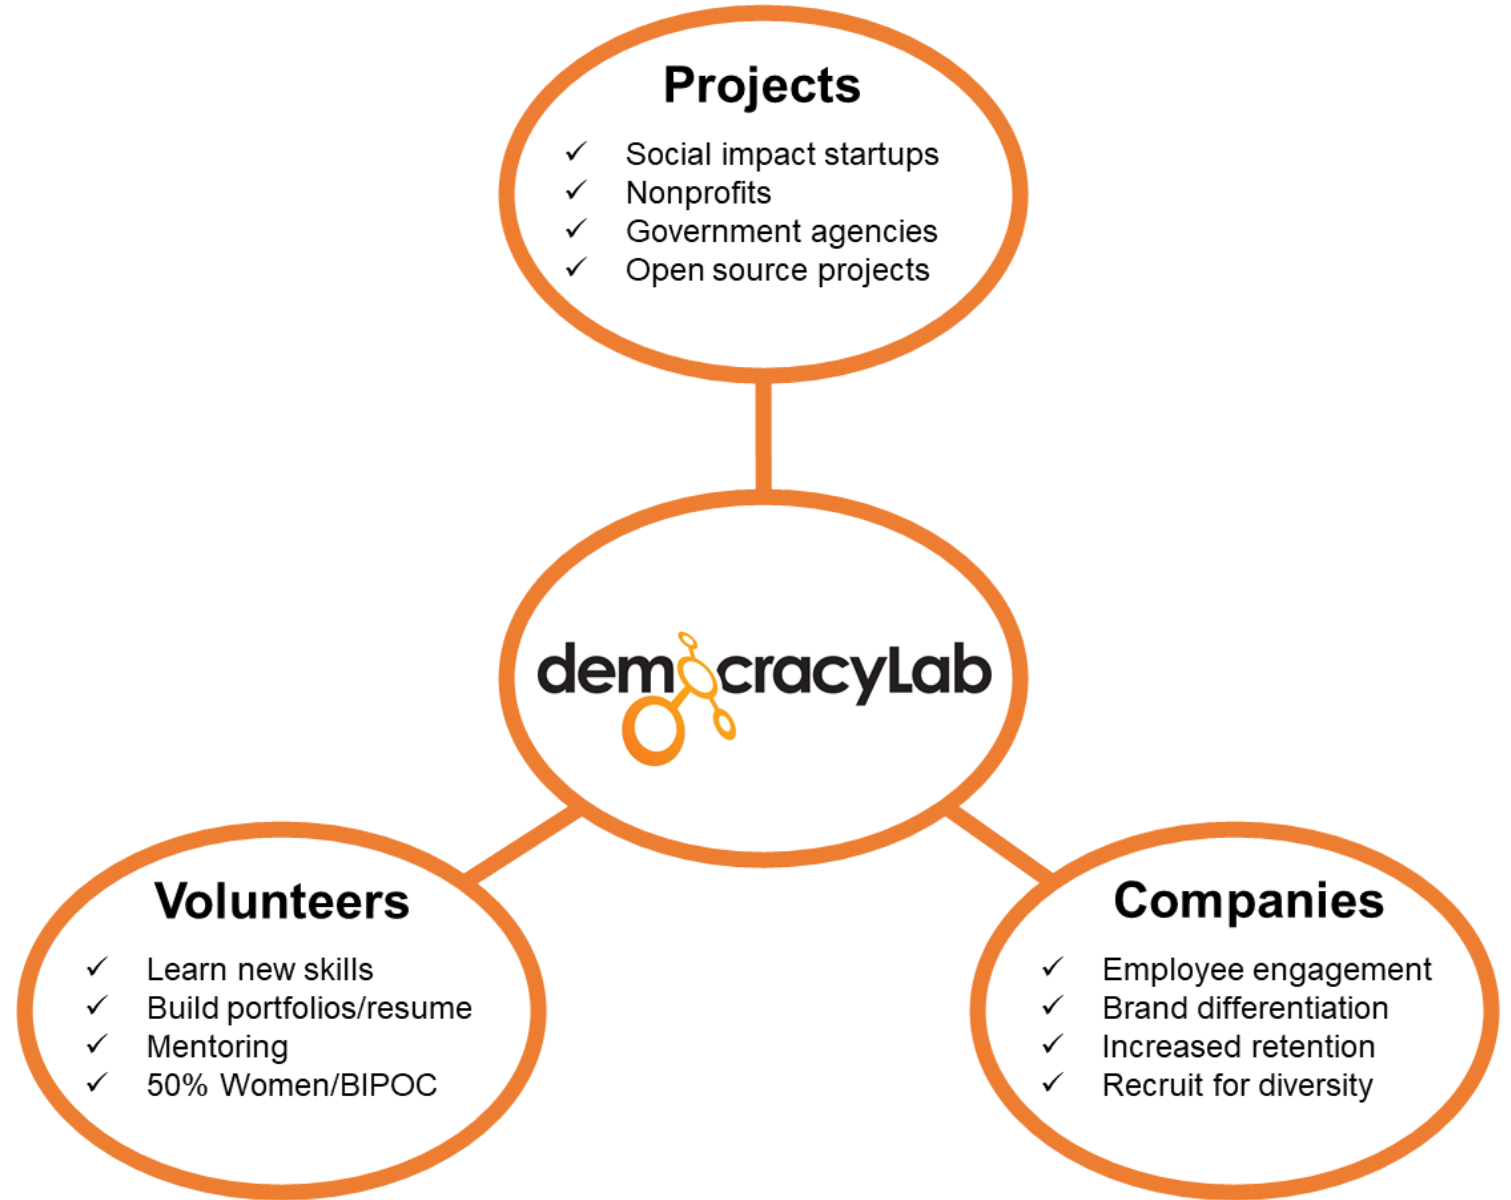 Projects
✓ Social impact startups
✓ Nonprofits
✓ Government agencies
✓ Open source projects
democracyLab
Volunteers
✓ Learn new skills
✓ Build portfolios/resume
✓ Mentoring
✓ 50% Women/BIPOC
Companies
✓ Employee engagement
✓ Brand differentiation
✓ Increased retention
✓ Recruit for diversity